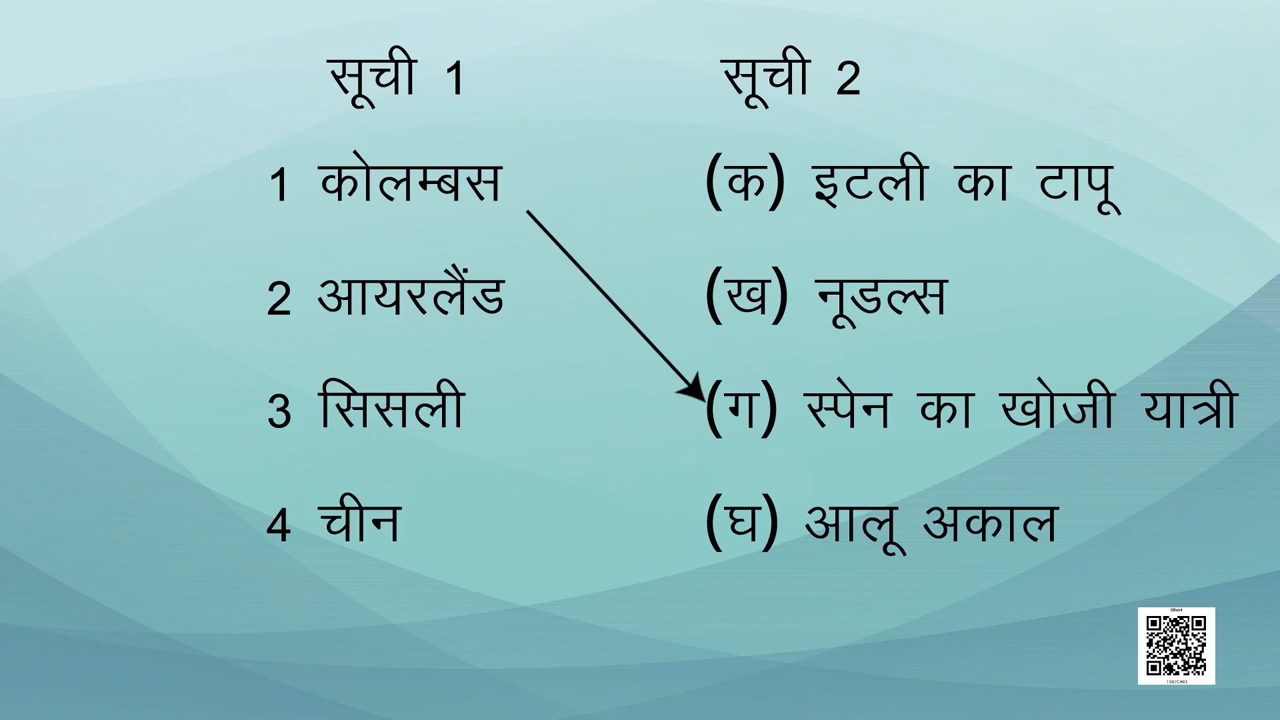 सूची 1 सूची 2
1 कोलम्बस (क) इटली का टापू
2 आयरलैंड (ख) नूडल्स
3 सिसली (ग) स्पेन का खोजी यात्री
4 चीन (घ) आलू अकाल